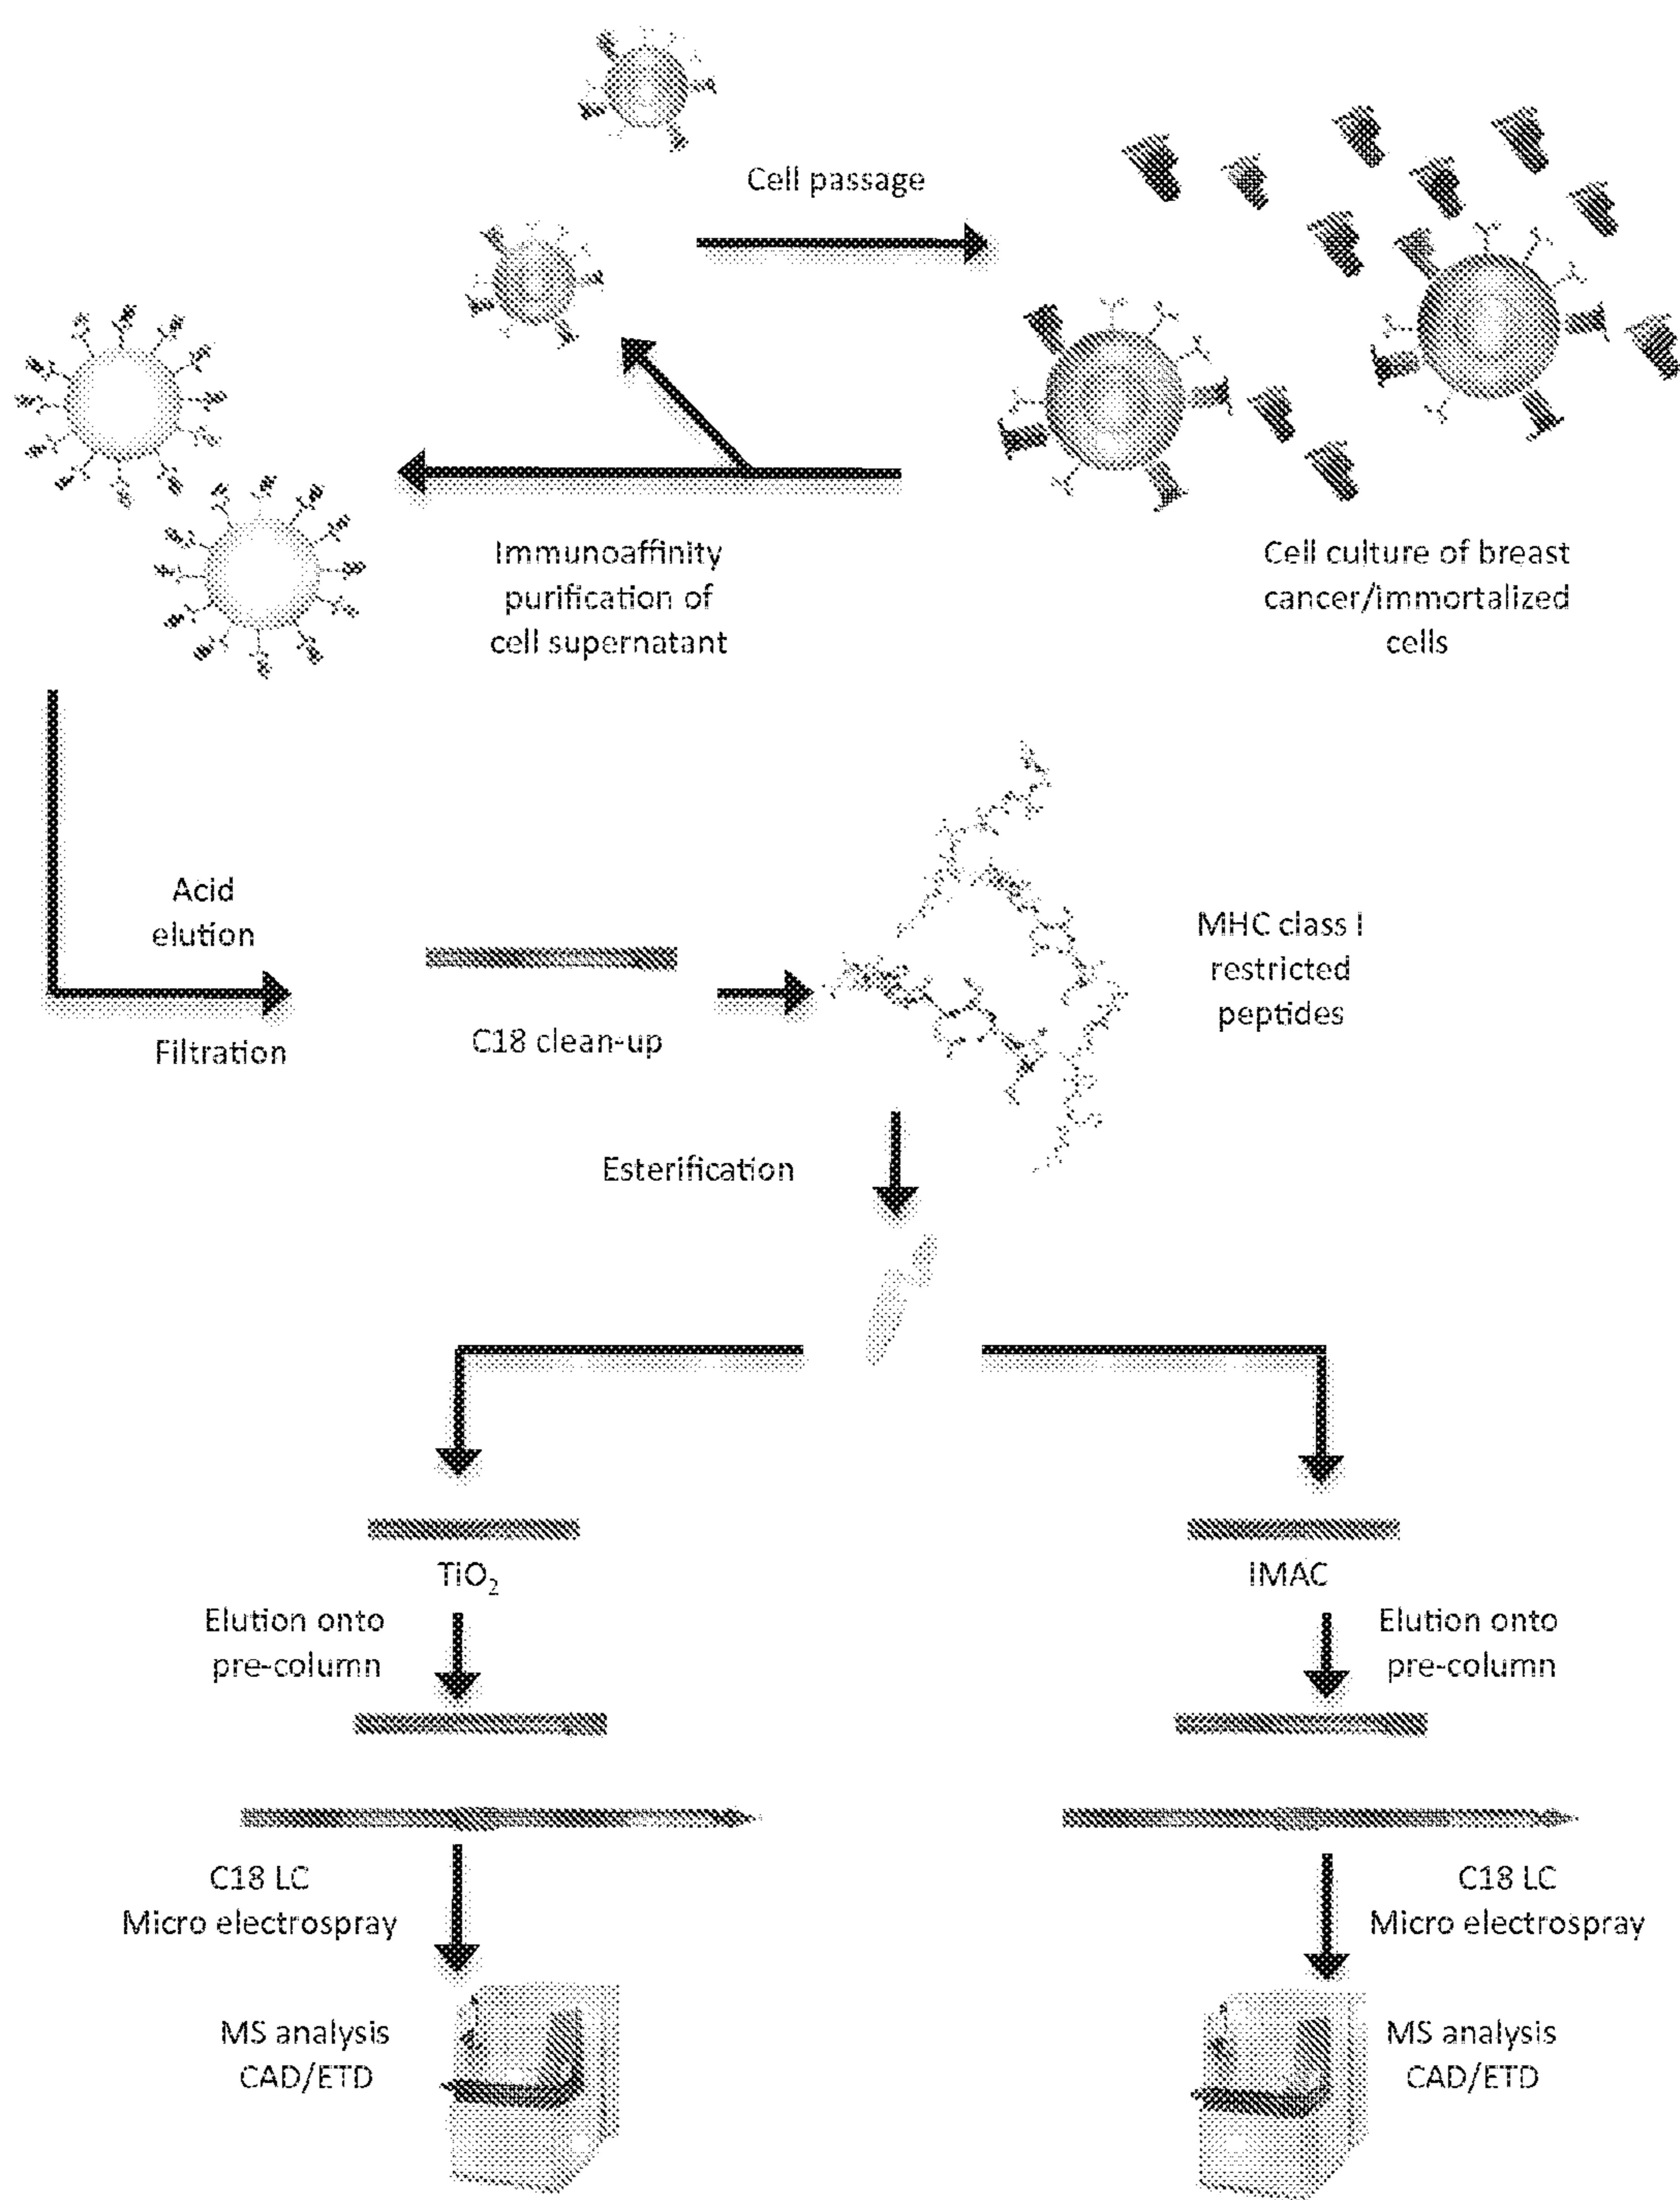 Cell passage
Immunoaffinity
purification of
cell supernatant
Cell culture of breast
cancer/immortalized
cells
Acid
elution
Filtration
C18 clean-up
MHC class I
restricted
peptides
Esterification
TiO₂
IMAC
Elution onto
pre-column
Elution onto
pre-column
C18 LC
Micro electrospray
C18 LC
Micro electrospray
MS analysis
CAD/ETD
MS analysis
CAD/ETD